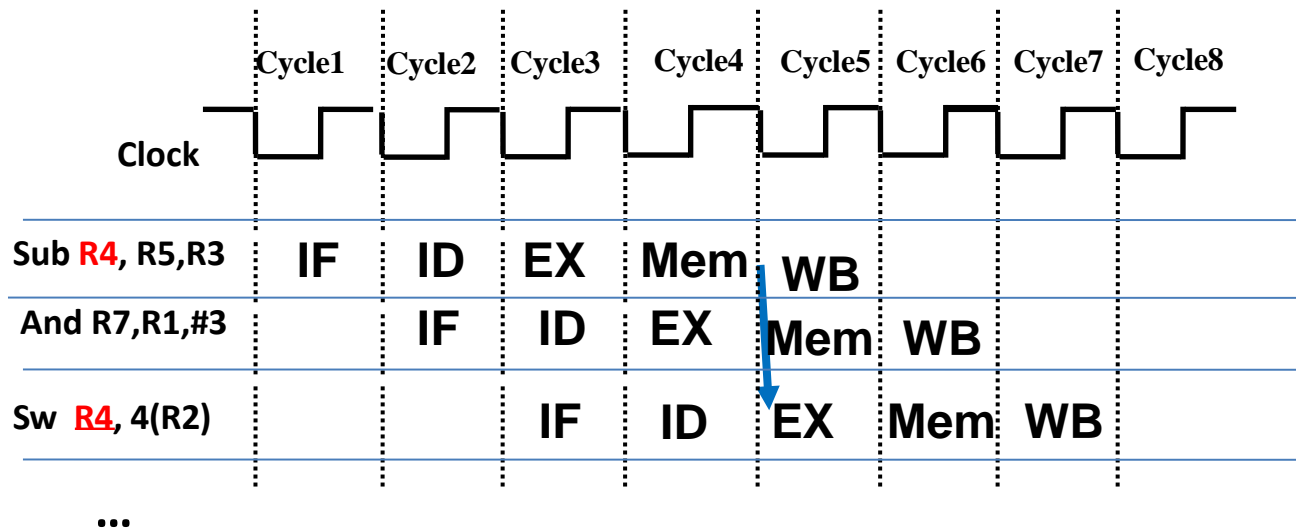 Cycle1 Cycle2 Cycle3 Cycle4 Cycle5 Cycle6 Cycle7 Cycle8
Clock
Sub R4, R5,R3 IF ID EX Mem WB
And R7,R1,#3 IF ID EX Mem WB
Sw R4, 4(R2) IF ID EX Mem WB
...